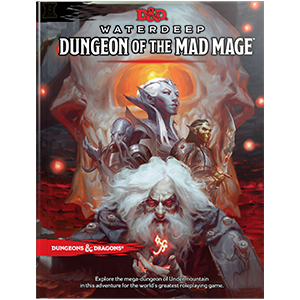 D&D
WATERDEEP
DUNGEON OF THE MAD MAGE™
DUNGEONS & DRAGONS®
Explore the mega-dungeon of Undermountain
in this adventure for the world's greatest roleplaying game.